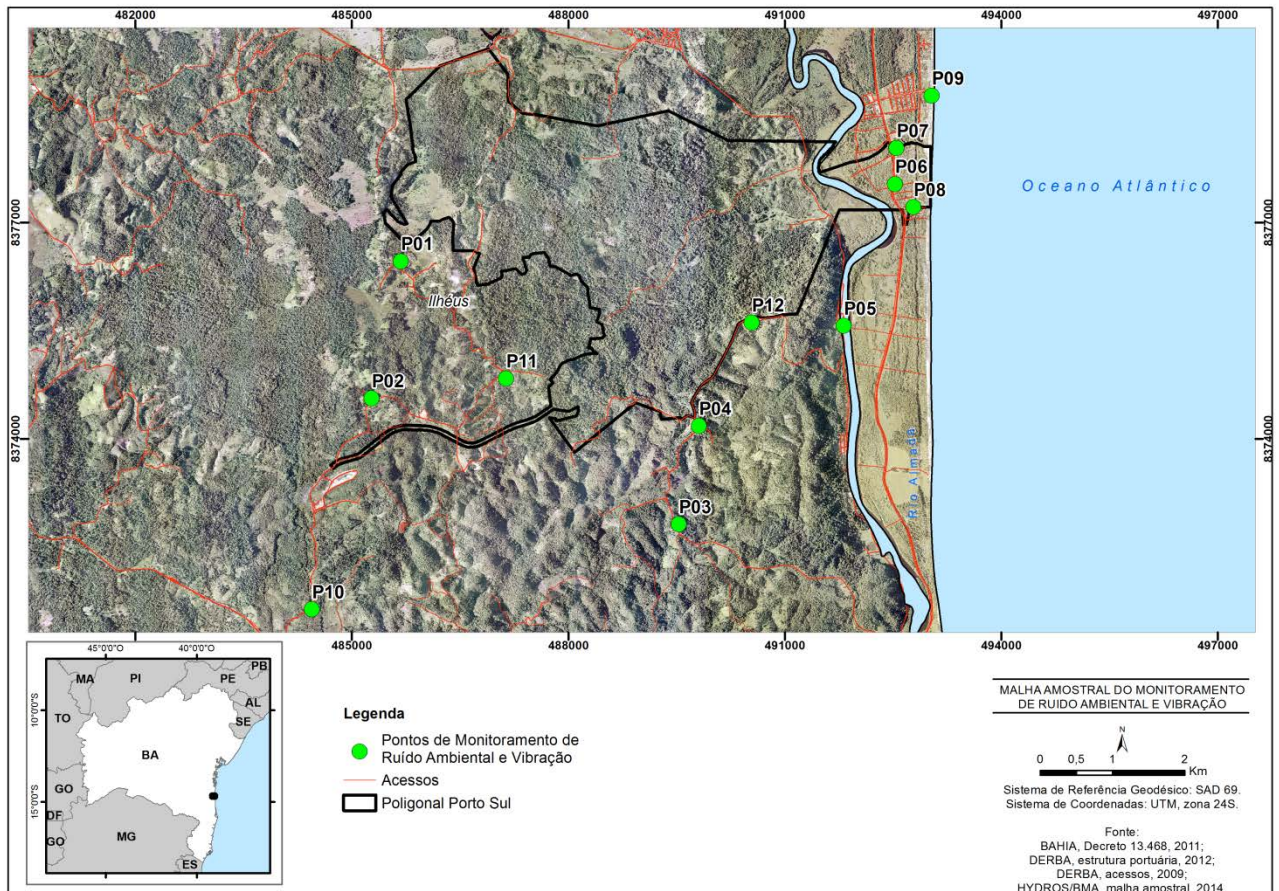 482000 485000 488000 491000 494000 497000
P09
P07
P06
P08
Oceano Atlântico
8377000
8377000
P01
Ilhéus
P12
P05
P11
P02
P04
8374000
8374000
Rio Almada
P03
P10
482000 485000 488000 491000 494000 497000
45°0'0"O 40°0'0"O
MA PI PE PB
AL
SE
TO
10°0'0"S
BA
GO
15°0'0"S
DF
GO
MG
ES
Legenda
Pontos de Monitoramento de
Ruído Ambiental e Vibração
Acessos
Poligonal Porto Sul
MALHA AMOSTRAL DO MONITORAMENTO
DE RUIDO AMBIENTAL E VIBRAÇÃO
N
0 0,5 1 2
Km
Sistema de Referência Geodésico: SAD 69.
Sistema de Coordenadas: UTM, zona 24S.
Fonte:
BAHIA, Decreto 13.468, 2011;
DERBA, estrutura portuária, 2012;
DERBA, acessos, 2009;
HYDROS/BMA, malha amostral, 2014